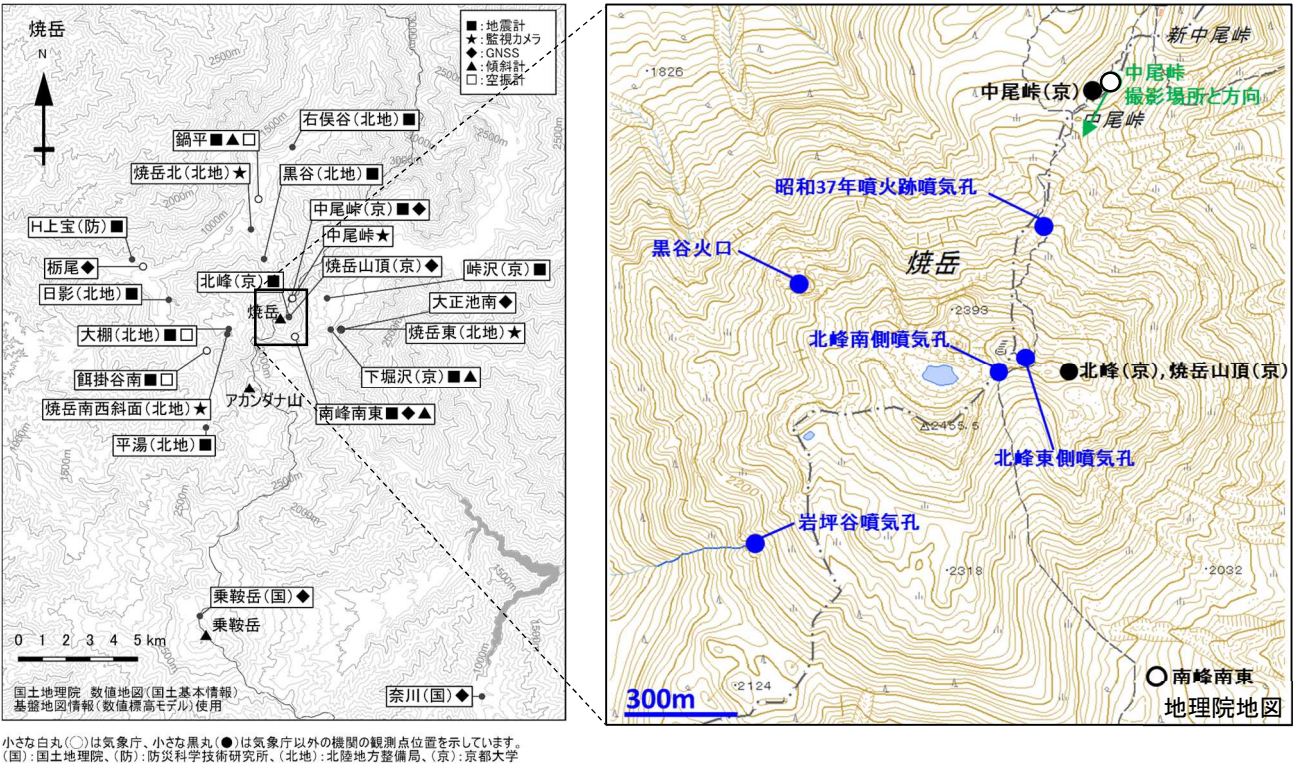 焼岳
N
■:地震計
★:監視カメラ
◆:GNSS
▲:傾斜計
□:空振計
右俣谷(北地)■
鍋平■▲□
焼岳北(北地)★
黒谷(北地)■
中尾峠(京)■◆
中尾峠★
H上宝(防)■
栃尾◆
焼岳山頂(京)◆
峠沢(京)■
北峰(京)■
日影(北地)■
大正池南◆
焼岳
大棚(北地)■□
焼岳東(北地)★
餌掛谷南■□
下堀沢(京)■▲
アカンダナ山
焼岳南西斜面(北地)★
南峰南東■◆▲
平湯(北地)■
乗鞍岳(国)◆
乗鞍岳
奈川(国)◆
0 1 2 3 4 5 km
国土地理院 数値地図(国土基本情報)
基盤地図情報(数値標高モデル)使用
1500m
2500m
3000m
2500m
2000m
1000m
2500m
1500m
2500m
2000m
1500m
1000m
小さな白丸(○)は気象庁、小さな黒丸(●)は気象庁以外の機関の観測点位置を示しています。
(国):国土地理院、(防):防災科学技術研究所、(北地):北陸地方整備局、(京):京都大学
新中尾峠
・1826
中尾峠(京)
中尾峠
撮影場所と方向
中尾峠
昭和37年噴火跡噴気孔
黒谷火口
焼岳
・2393
北峰南側噴気孔
北峰(京),焼岳山頂(京)
△2455.5
北峰東側噴気孔
2200
岩坪谷噴気孔
・2318
・2032
・2124
南峰南東
300m
地理院地図